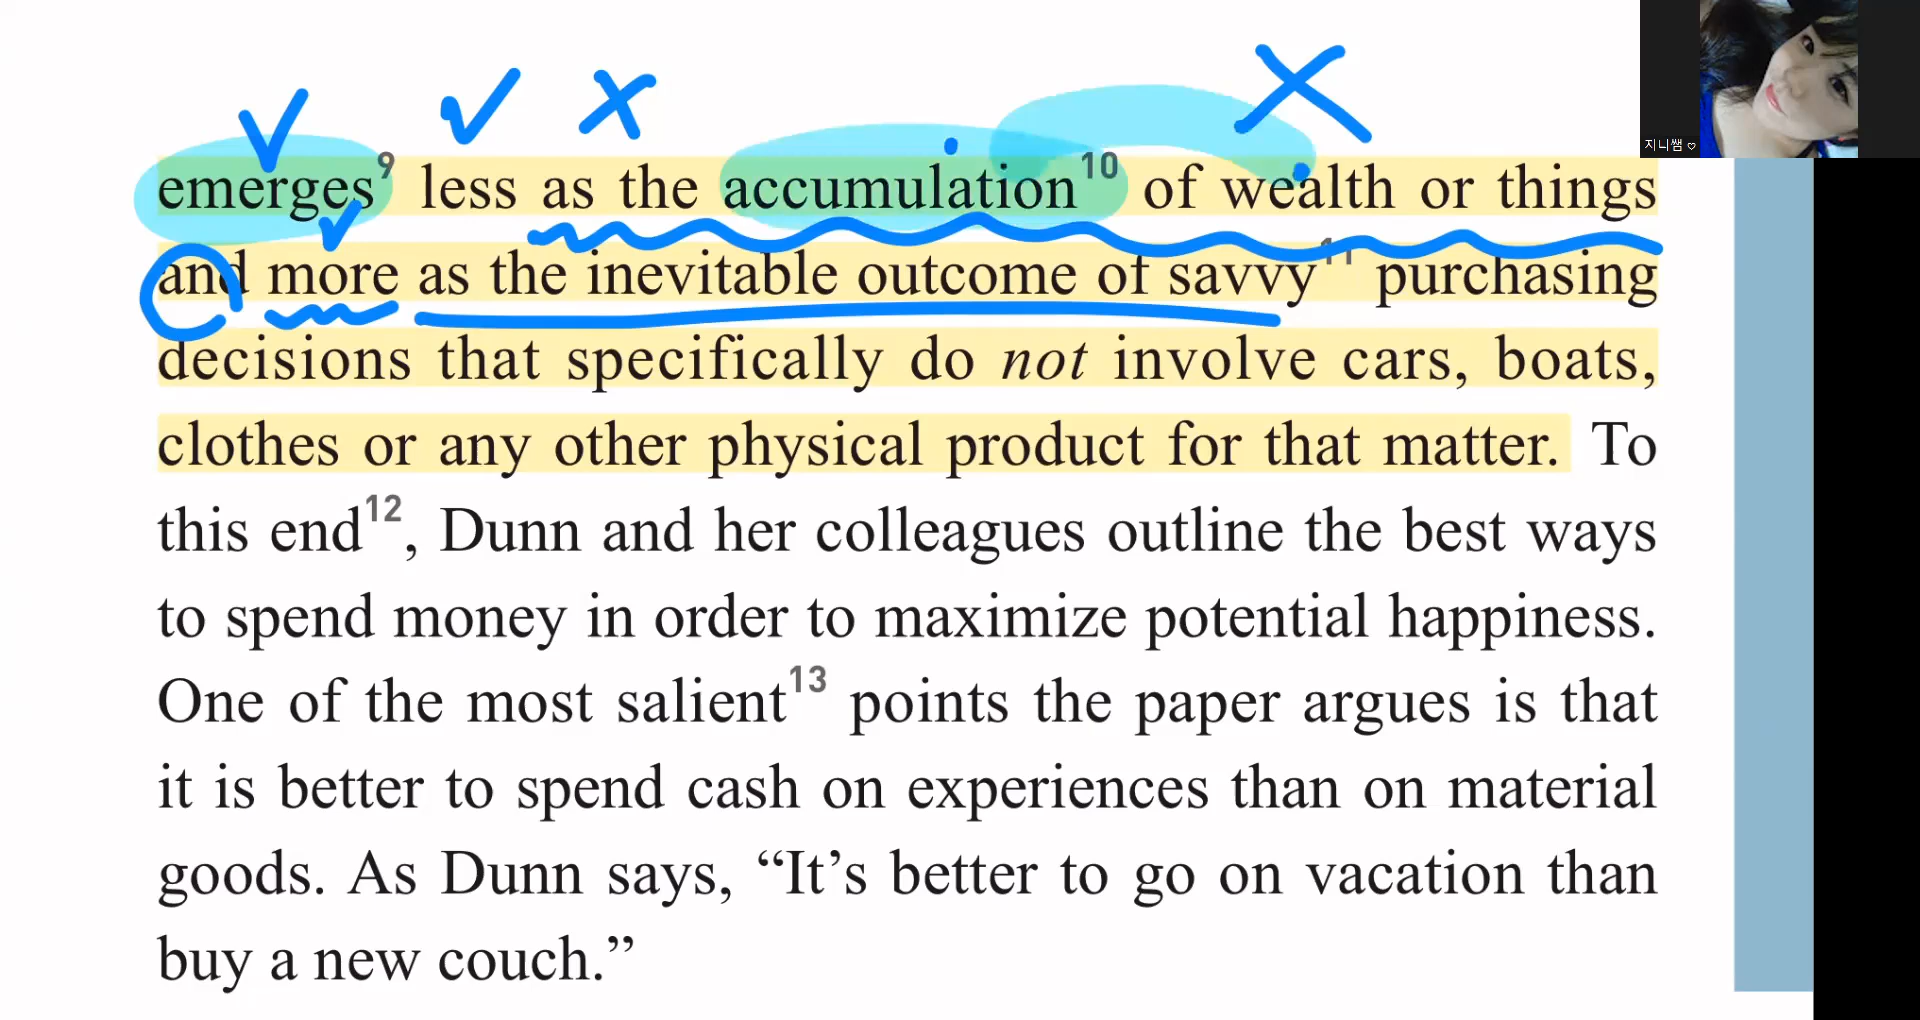 지니쌤 ♡
emerges⁹ less as the accumulation¹⁰ of wealth or things
and more as the inevitable outcome of savvy¹¹ purchasing
decisions that specifically do not involve cars, boats,
clothes or any other physical product for that matter. To
this end¹², Dunn and her colleagues outline the best ways
to spend money in order to maximize potential happiness.
One of the most salient¹³ points the paper argues is that
it is better to spend cash on experiences than on material
goods. As Dunn says, “It’s better to go on vacation than
buy a new couch.”